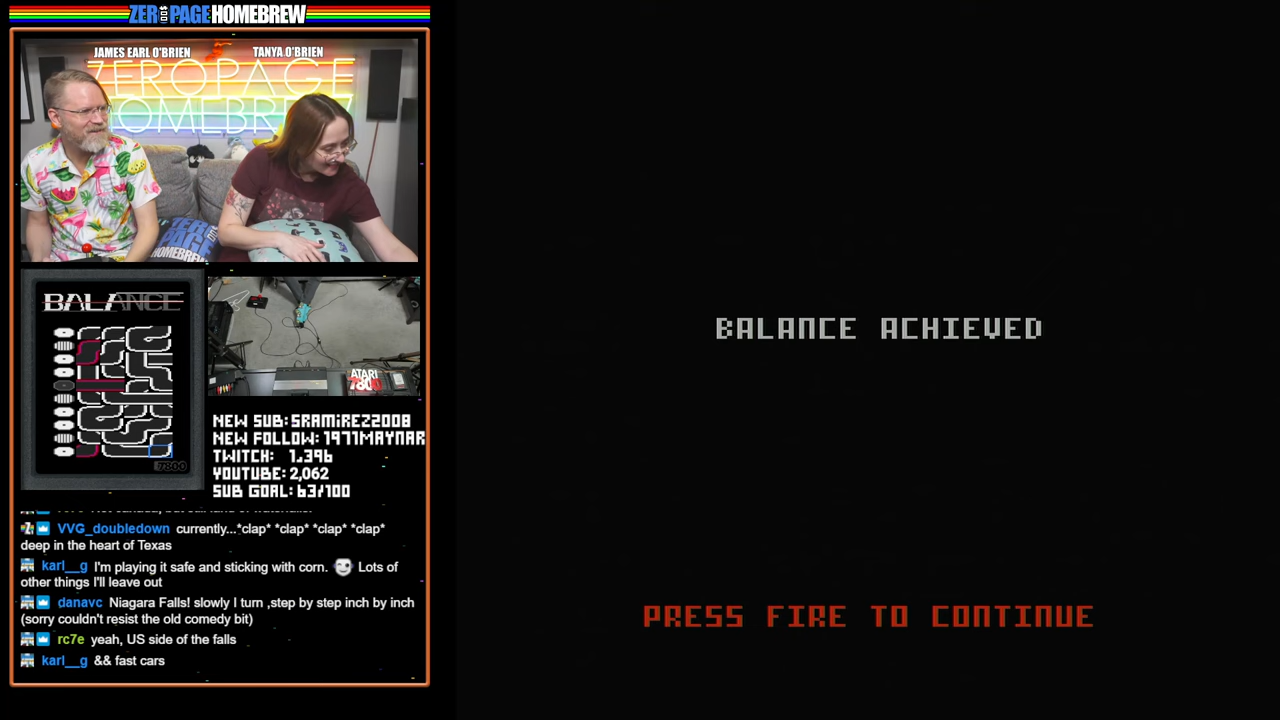 ZEROPAGE HOMEBREW
JAMES EARL O'BRIEN
TANYA O'BRIEN
ZEROPAGE
HOMEBR
BALANCE
7800
ATARI
7800
NEW SUB: SRAMIREZ2008
NEW FOLLOW: 1977MAYNAR
TWITCH: 1,396
YOUTUBE: 2,062
SUB GOAL: 63/100
VVG_doubledown currently...*clap* *clap* *clap* *clap*
deep in the heart of Texas
karl__g I'm playing it safe and sticking with corn. Lots of
other things I'll leave out
danavc Niagara Falls! slowly I turn ,step by step inch by inch
(sorry couldn't resist the old comedy bit)
rc7e yeah, US side of the falls
karl__g && fast cars
BALANCE ACHIEVED
PRESS FIRE TO CONTINUE